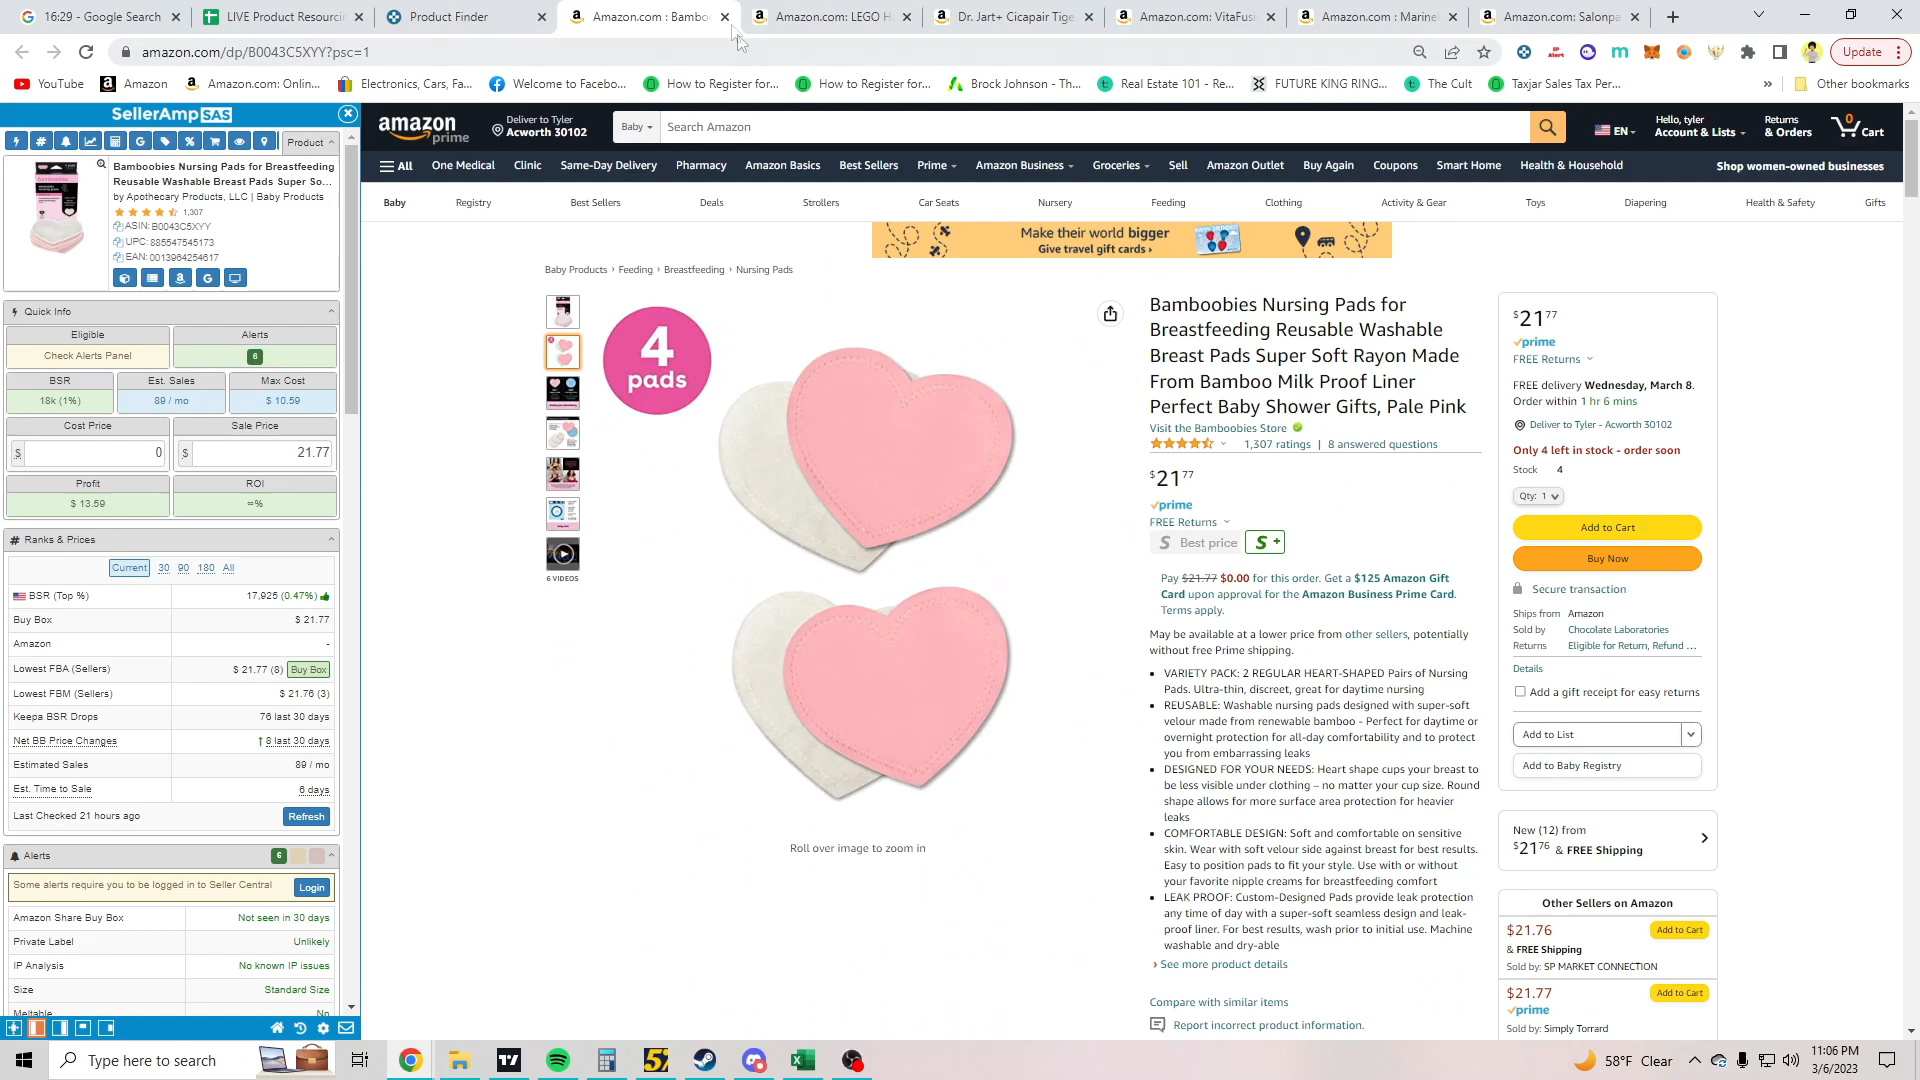 16:29 - Google Search
LIVE Product Resourcin
Product Finder
Amazon.com : Bamboo
Amazon.com: LEGO H
Dr. Jart+ Cicapair Tige
Amazon.com: VitaFusi
Amazon.com : Marine
Amazon.com: Salonpa
amazon.com/dp/B0043C5XYY?psc=1
Update
YouTube
Amazon
Amazon.com: Onlin...
Electronics, Cars, Fa...
Welcome to Facebo...
How to Register for...
How to Register for...
Brock Johnson - Th...
Real Estate 101 - Re...
FUTURE KING RING...
The Cult
Taxjar Sales Tax Per...
Other bookmarks
SellerAmp SAS
Product
Bamboobies Nursing Pads for Breastfeeding
Reusable Washable Breast Pads Super So...
by Apothecary Products, LLC | Baby Products
1,307
ASIN: B0043C5XYY
UPC: 885547545173
EAN: 0013964254617
Quick Info
Eligible Alerts
Check Alerts Panel 6
BSR Est. Sales Max Cost
18k (1%) 89 / mo $ 10.59
Cost Price Sale Price
$ 0 $ 21.77
Profit ROI
$ 13.59 ∞%
Ranks & Prices
Current 30 90 180 All
BSR (Top %) 17,925 (0.47%)
Buy Box $ 21.77
Amazon -
Lowest FBA (Sellers) $ 21.77 (8) Buy Box
Lowest FBM (Sellers) $ 21.76 (3)
Keepa BSR Drops 76 last 30 days
Net BB Price Changes ↑ 8 last 30 days
Estimated Sales 89 / mo
Est. Time to Sale 6 days
Last Checked 21 hours ago Refresh
Alerts 6
Some alerts require you to be logged in to Seller Central Login
Amazon Share Buy Box Not seen in 30 days
Private Label Unlikely
IP Analysis No known IP issues
Size Standard Size
Meltable No
amazon prime
Deliver to Tyler
Acworth 30102
Baby
Search Amazon
EN
Hello, tyler
Account & Lists
Returns
& Orders
0
Cart
All One Medical Clinic Same-Day Delivery Pharmacy Amazon Basics Best Sellers Prime Amazon Business Groceries Sell Amazon Outlet Buy Again Coupons Smart Home Health & Household Shop women-owned businesses
Baby Registry Best Sellers Deals Strollers Car Seats Nursery Feeding Clothing Activity & Gear Toys Diapering Health & Safety Gifts
Make their world bigger
Give travel gift cards ›
Baby Products › Feeding › Breastfeeding › Nursing Pads
6 VIDEOS
4
pads
Roll over image to zoom in
Bamboobies Nursing Pads for
Breastfeeding Reusable Washable
Breast Pads Super Soft Rayon Made
From Bamboo Milk Proof Liner
Perfect Baby Shower Gifts, Pale Pink
Visit the Bamboobies Store
1,307 ratings | 8 answered questions
$21 77
prime
FREE Returns
S Best price S +
Pay $21.77 $0.00 for this order. Get a $125 Amazon Gift
Card upon approval for the Amazon Business Prime Card.
Terms apply.
May be available at a lower price from other sellers, potentially
without free Prime shipping.
• VARIETY PACK: 2 REGULAR HEART-SHAPED Pairs of Nursing
Pads. Ultra-thin, discreet, great for daytime nursing
• REUSABLE: Washable nursing pads designed with super-soft
velour made from renewable bamboo - Perfect for daytime or
overnight protection for all-day comfortability and to protect
you from embarrassing leaks
• DESIGNED FOR YOUR NEEDS: Heart shape cups your breast to
be less visible under clothing – no matter your cup size. Round
shape allows for more surface area protection for heavier
leaks
• COMFORTABLE DESIGN: Soft and comfortable on sensitive
skin. Wear with soft velour side against breast for best results.
Easy to position pads to fit your style. Use with or without
your favorite nipple creams for breastfeeding comfort
• LEAK PROOF: Custom-Designed Pads provide leak protection
any time of day with a super-soft seamless design and leak-
proof liner. For best results, wash prior to initial use. Machine
washable and dry-able
› See more product details
Compare with similar items
Report incorrect product information.
$21 77
prime
FREE Returns
FREE delivery Wednesday, March 8.
Order within 1 hr 6 mins
Deliver to Tyler - Acworth 30102
Only 4 left in stock - order soon
Stock 4
Qty: 1
Add to Cart
Buy Now
Secure transaction
Ships from Amazon
Sold by Chocolate Laboratories
Returns Eligible for Return, Refund ...
Details
Add a gift receipt for easy returns
Add to List
Add to Baby Registry
New (12) from
$21 76 & FREE Shipping
Other Sellers on Amazon
$21.76 Add to Cart
& FREE Shipping
Sold by: SP MARKET CONNECTION
$21.77 Add to Cart
prime
Sold by: Simply Torrard
Type here to search
58°F Clear
11:06 PM
3/6/2023